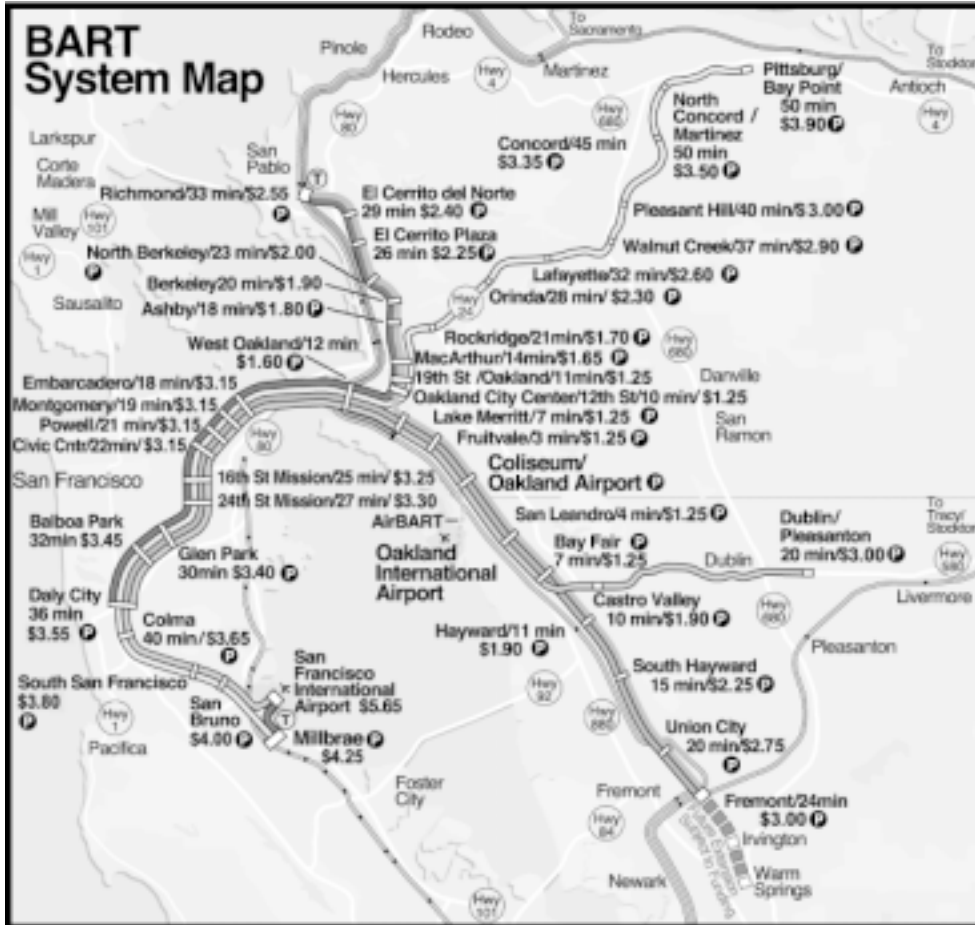 BART
System Map
To
Sacramento
Rodeo
Pinole
Hercules
Hwy
4
Martinez
To
Stockton
Antioch
Hwy
4
Pittsburg/
Bay Point
50 min
$3.90 P
North
Concord /
Martinez
50 min
$3.50 P
Hwy
680
Hwy
80
Concord/45 min
$3.35 P
Larkspur
Corte
Madera
San
Pablo
T
Richmond/33 min/$2.55
P
El Cerrito del Norte
29 min $2.40 P
Mill
Valley
Hwy
101
Hwy
1
El Cerrito Plaza
26 min $2.25 P
Pleasant Hill/40 min/$3.00 P
North Berkeley/23 min/$2.00
P
Walnut Creek/37 min/$2.90 P
Berkeley20 min/$1.90
Lafayette/32 min/$2.60 P
Sausalito
Ashby/18 min/$1.80 P
Hwy
24
Orinda/28 min/ $2.30 P
West Oakland/12 min
$1.60 P
Rockridge/21min/$1.70 P
Hwy
680
MacArthur/14min/$1.65 P
Embarcadero/18 min/$3.15
19th St /Oakland/11min/$1.25
Danville
Montgomery/19 min/$3.15
Oakland City Center/12th St/10 min/ $1.25
Powell/21 min/$3.15
Lake Merritt/ 7 min/$1.25 P
San
Ramon
Civic Cntr/22min/ $3.15
Hwy
80
Fruitvale/3 min/$1.25 P
San Francisco
16th St Mission/25 min/ $3.25
Coliseum/
Oakland Airport P
24th St Mission/27 min/ $3.30
AirBART
San Leandro/4 min/$1.25 P
To
Tracy/
Stockton
Balboa Park
32min $3.45
Glen Park
30min $3.40 P
Oakland
International
Airport
Bay Fair P
7 min/$1.25
Dublin
Dublin/
Pleasanton
20 min/$3.00 P
Hwy
580
Livermore
Daly City
36 min
$3.55 P
Colma
40 min/ $3.65
P
Castro Valley
10 min/$1.90 P
Hwy
680
Hayward/11 min
$1.90 P
Pleasanton
South San Francisco
$3.80
P
San
Francisco
International
Airport $5.65
South Hayward
15 min/$2.25 P
Hwy
92
San
Bruno
$4.00 P
T
Hwy
1
Pacifica
Millbrae P
$4.25
Hwy
880
Union City
20 min/$2.75
P
Foster
City
Fremont
Fremont/24min
$3.00 P
Hwy
84
Irvington
Future Extension
Subject to Funding
Newark
Warm
Springs
Hwy
101